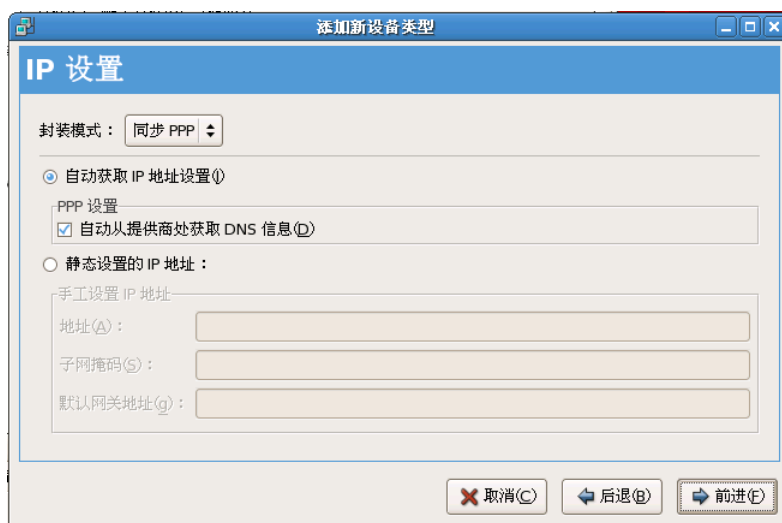 添加新设备类型
IP 设置
封装模式： 同步 PPP
自动获取 IP 地址设置(I)
PPP 设置
自动从提供商处获取 DNS 信息(D)
静态设置的 IP 地址：
手工设置 IP 地址
地址(A)：
子网掩码(S)：
默认网关地址(g)：
取消(C) 后退(B) 前进(F)